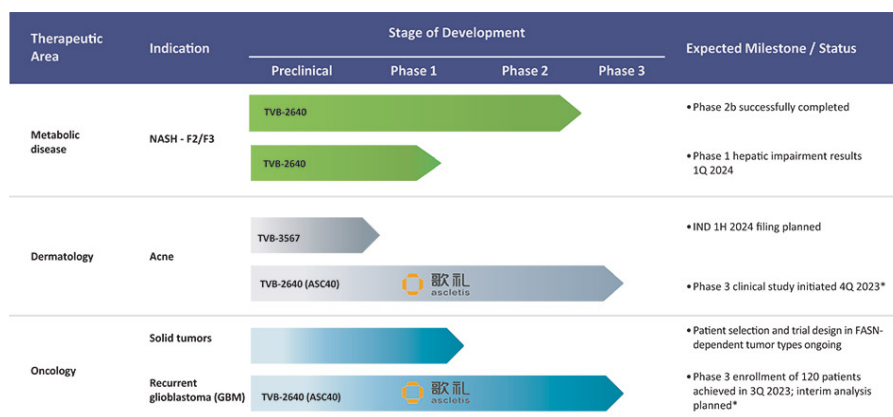 Therapeutic
Area
Indication
Stage of Development
Expected Milestone / Status
Preclinical
Phase 1
Phase 2
Phase 3
Metabolic
disease
NASH - F2/F3
TVB-2640
•Phase 2b successfully completed
TVB-2640
•Phase 1 hepatic impairment results
1Q 2024
Dermatology
Acne
TVB-3567
•IND 1H 2024 filing planned
TVB-2640 (ASC40)
歌礼
ascletis
•Phase 3 clinical study initiated 4Q 2023*
Oncology
Solid tumors
•Patient selection and trial design in FASN-
dependent tumor types ongoing
Recurrent
glioblastoma (GBM)
TVB-2640 (ASC40)
歌礼
ascletis
•Phase 3 enrollment of 120 patients
achieved in 3Q 2023; interim analysis
planned*